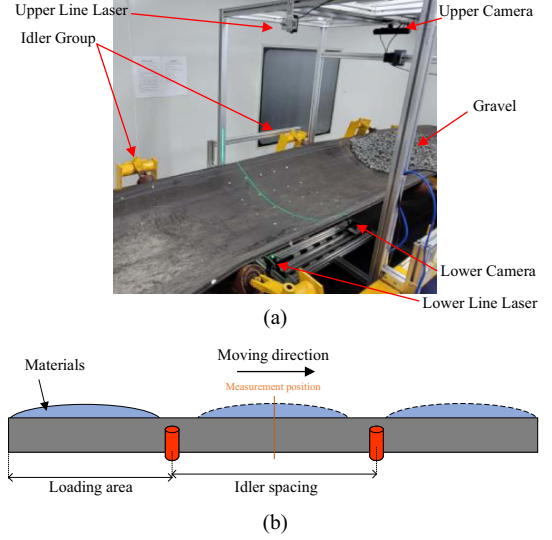 Upper Line Laser
Upper Camera
Idler Group
Gravel
Lower Camera
Lower Line Laser
(a)
Moving direction
Materials
Measurement position
Loading area
Idler spacing
(b)